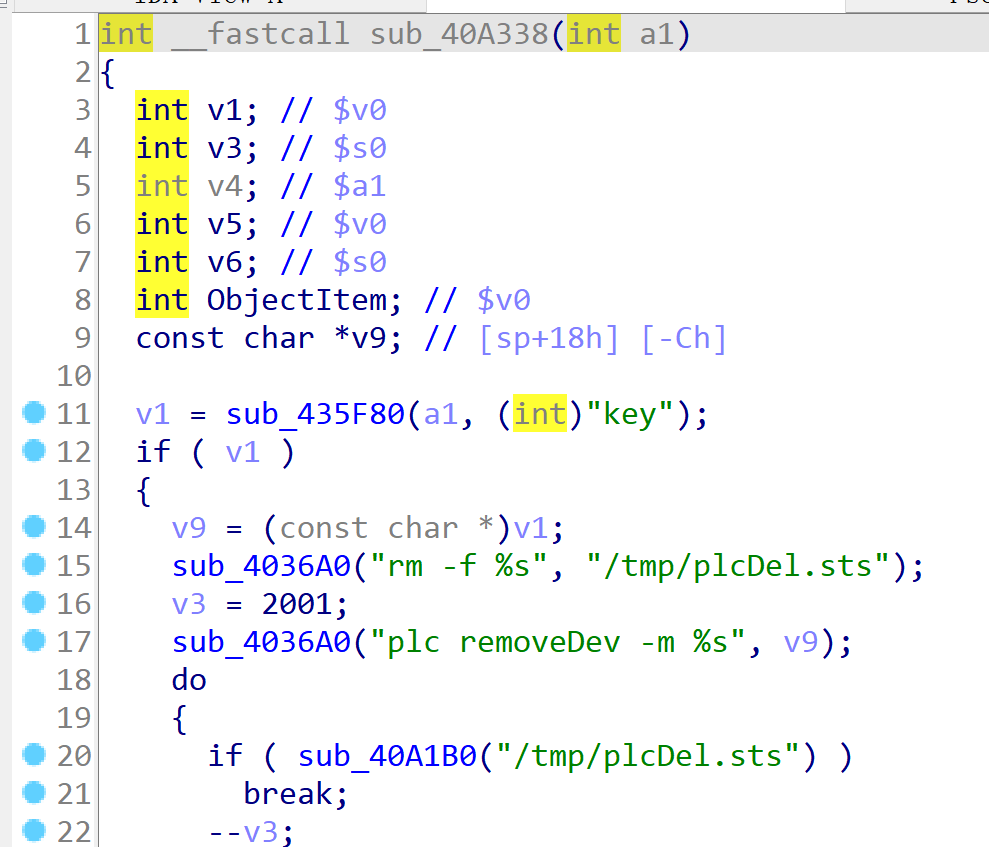 1 int __fastcall sub_40A338(int a1)
2 {
3   int v1; // $v0
4   int v3; // $s0
5   int v4; // $a1
6   int v5; // $v0
7   int v6; // $s0
8   int ObjectItem; // $v0
9   const char *v9; // [sp+18h] [-Ch]
10
11   v1 = sub_435F80(a1, (int)"key");
12   if ( v1 )
13   {
14     v9 = (const char *)v1;
15     sub_4036A0("rm -f %s", "/tmp/plcDel.sts");
16     v3 = 2001;
17     sub_4036A0("plc removeDev -m %s", v9);
18     do
19     {
20       if ( sub_40A1B0("/tmp/plcDel.sts") )
21         break;
22       --v3;